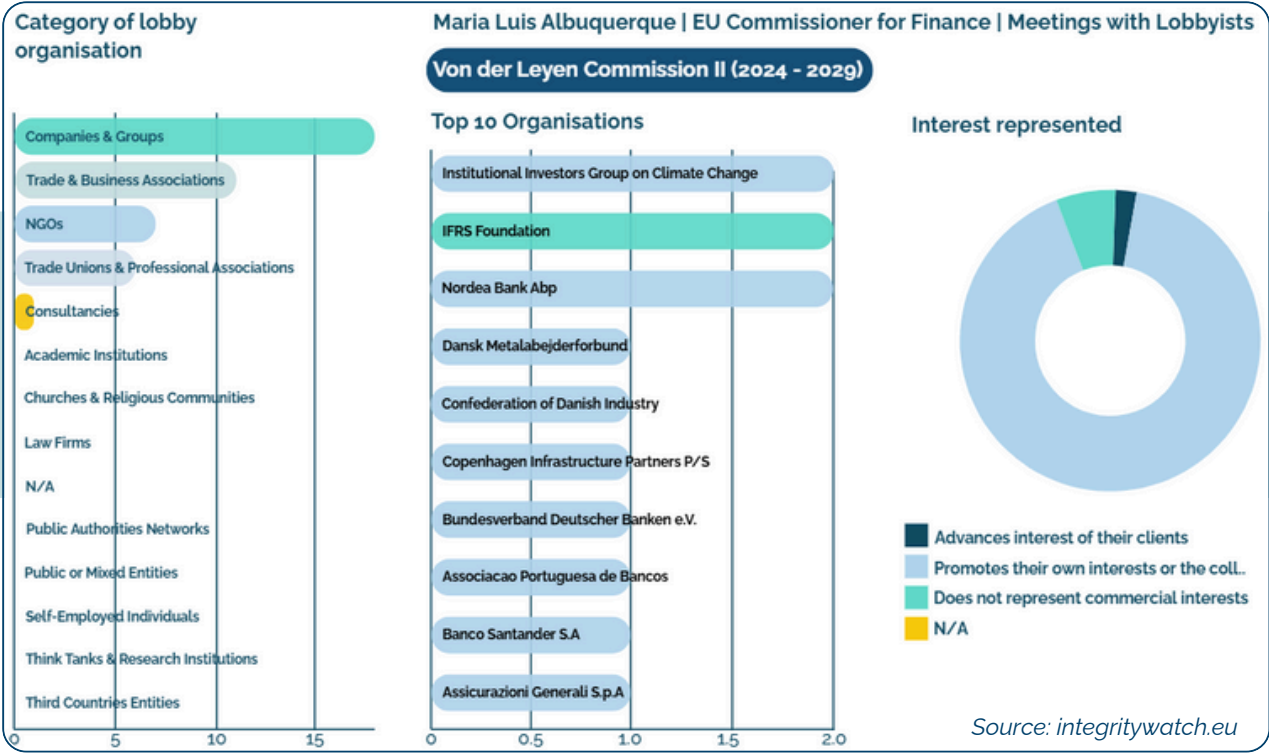 Category of lobby
organisation
Maria Luis Albuquerque | EU Commissioner for Finance | Meetings with Lobbyists
Von der Leyen Commission II (2024 - 2029)
Companies & Groups
Trade & Business Associations
NGOs
Trade Unions & Professional Associations
Consultancies
Academic Institutions
Churches & Religious Communities
Law Firms
N/A
Public Authorities Networks
Public or Mixed Entities
Self-Employed Individuals
Think Tanks & Research Institutions
Third Countries Entities
0 5 10 15
Top 10 Organisations
Institutional Investors Group on Climate Change
IFRS Foundation
Nordea Bank Abp
Dansk Metalabejderforbund
Confederation of Danish Industry
Copenhagen Infrastructure Partners P/S
Bundesverband Deutscher Banken e.V.
Associacao Portuguesa de Bancos
Banco Santander S.A
Assicurazioni Generali S.p.A
0 0.5 1.0 1.5 2.0
Interest represented
Advances interest of their clients
Promotes their own interests or the coll..
Does not represent commercial interests
N/A
Source: integritywatch.eu